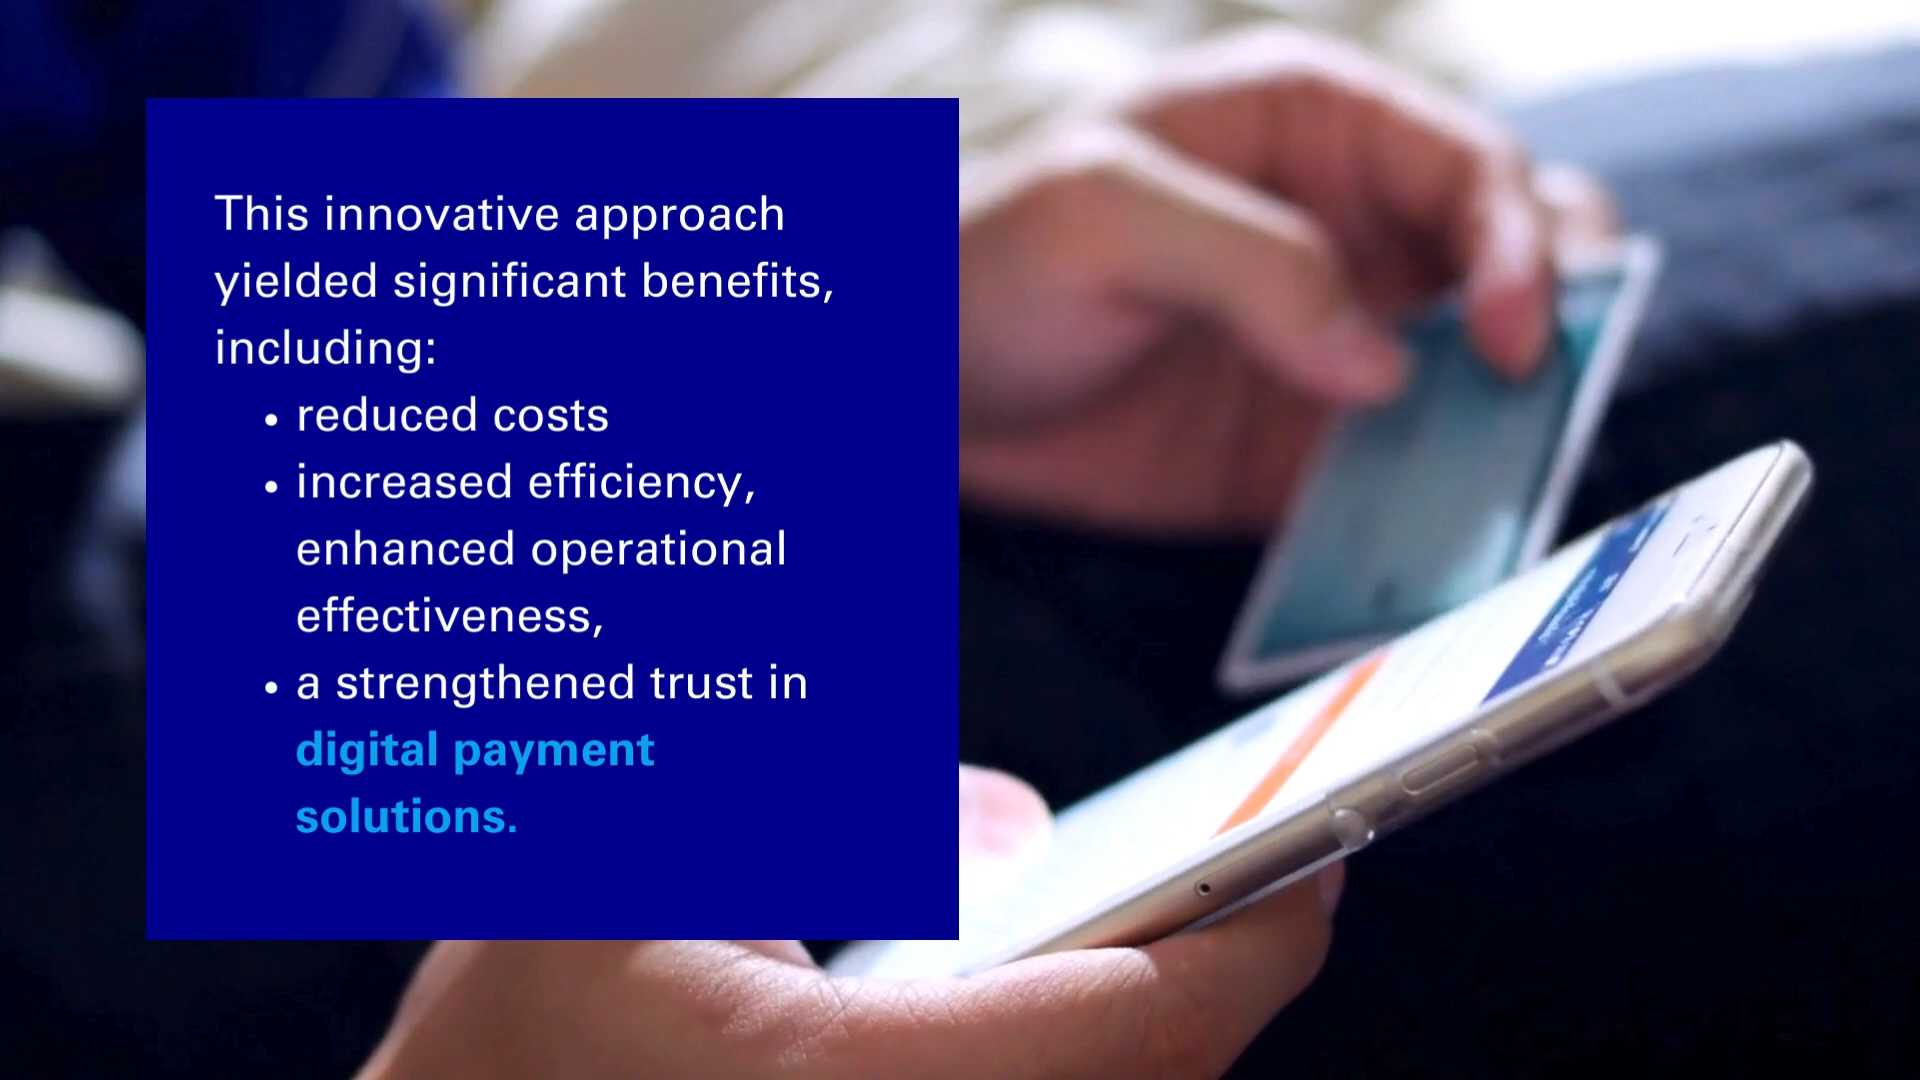 This innovative approach
yielded significant benefits,
including:
• reduced costs
• increased efficiency,
enhanced operational
effectiveness,
• a strengthened trust in
digital payment
solutions.